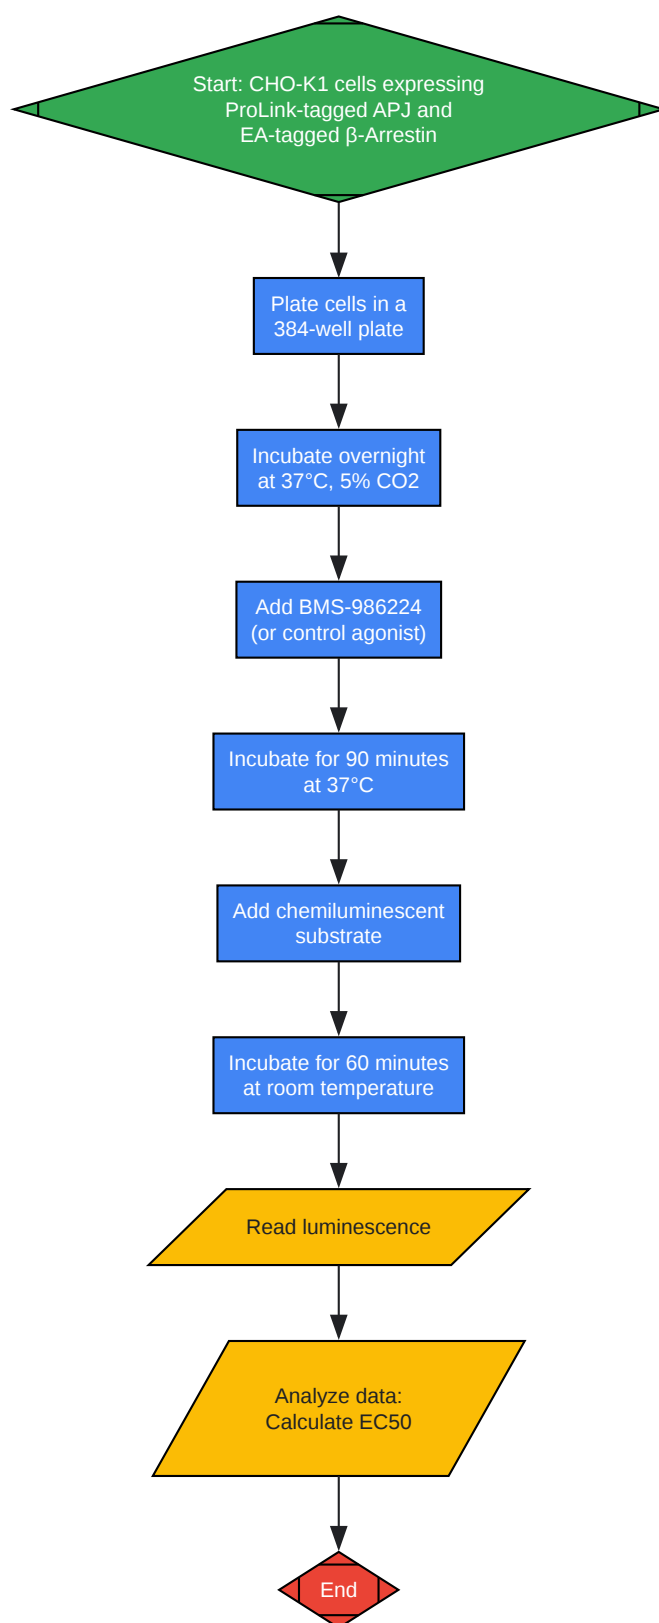 Start: CHO-K1 cells expressing
ProLink-tagged APJ and
EA-tagged β-Arrestin
Plate cells in a
384-well plate
Incubate overnight
at 37°C, 5% CO2
Add BMS-986224
(or control agonist)
Incubate for 90 minutes
at 37°C
Add chemiluminescent
substrate
Incubate for 60 minutes
at room temperature
Read luminescence
Analyze data:
Calculate EC50
End